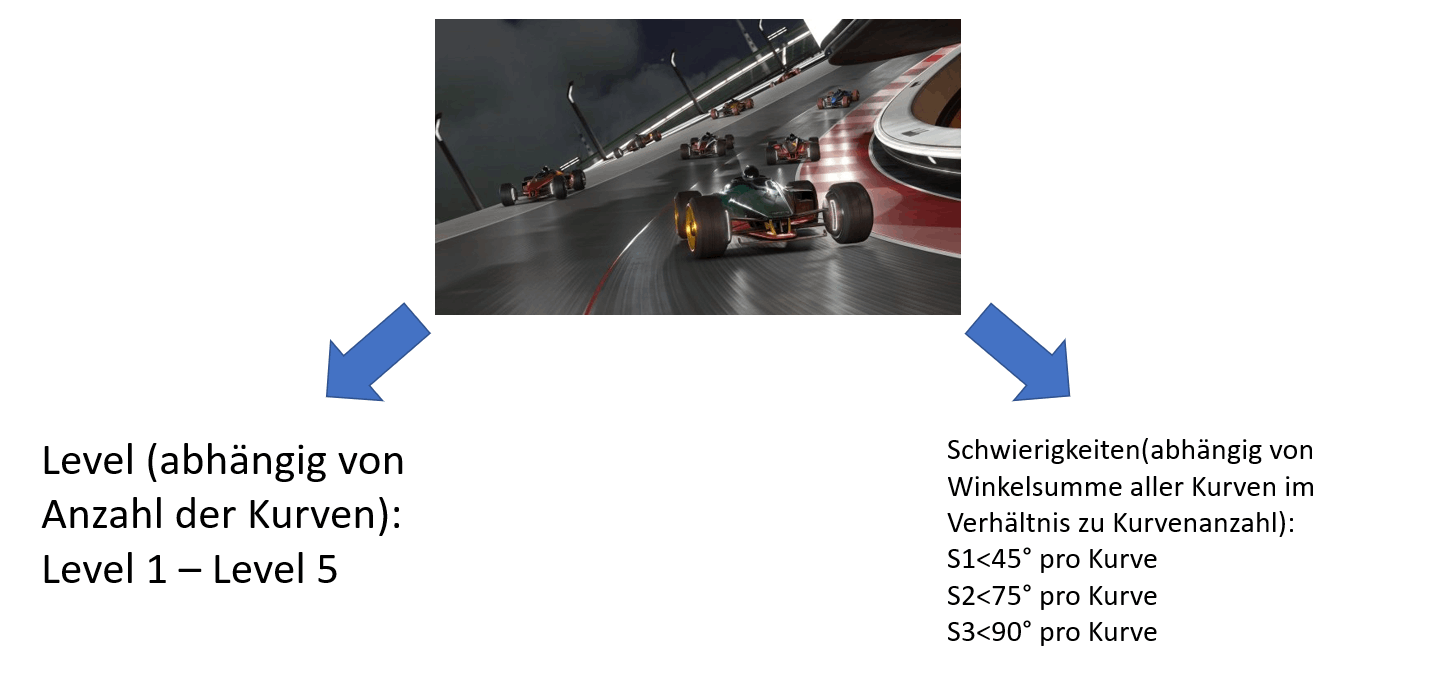 Level (abhängig von
Anzahl der Kurven):
Level 1 – Level 5
Schwierigkeiten(abhängig von
Winkelsumme aller Kurven im
Verhältnis zu Kurvenanzahl):
S1<45° pro Kurve
S2<75° pro Kurve
S3<90° pro Kurve